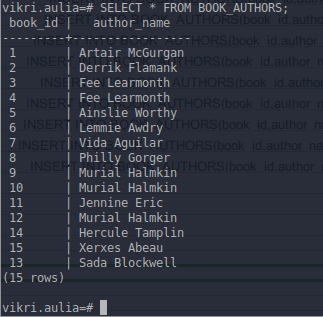 vikri.aulia=# SELECT * FROM BOOK_AUTHORS;
 book_id |   author_name
---------+-----------------
 1       | Artair McGurgan
 2       | Derrik Flamank
 3       | Fee Learmonth
 4       | Fee Learmonth
 5       | Ainslie Worthy
 6       | Lemmie Awdry
 7       | Vida Aguilar
 8       | Philly Gorger
 9       | Murial Halmkin
 10      | Murial Halmkin
 11      | Jennine Eric
 12      | Murial Halmkin
 14      | Hercule Tamplin
 15      | Xerxes Abeau
 13      | Sada Blockwell
(15 rows)
vikri.aulia=#